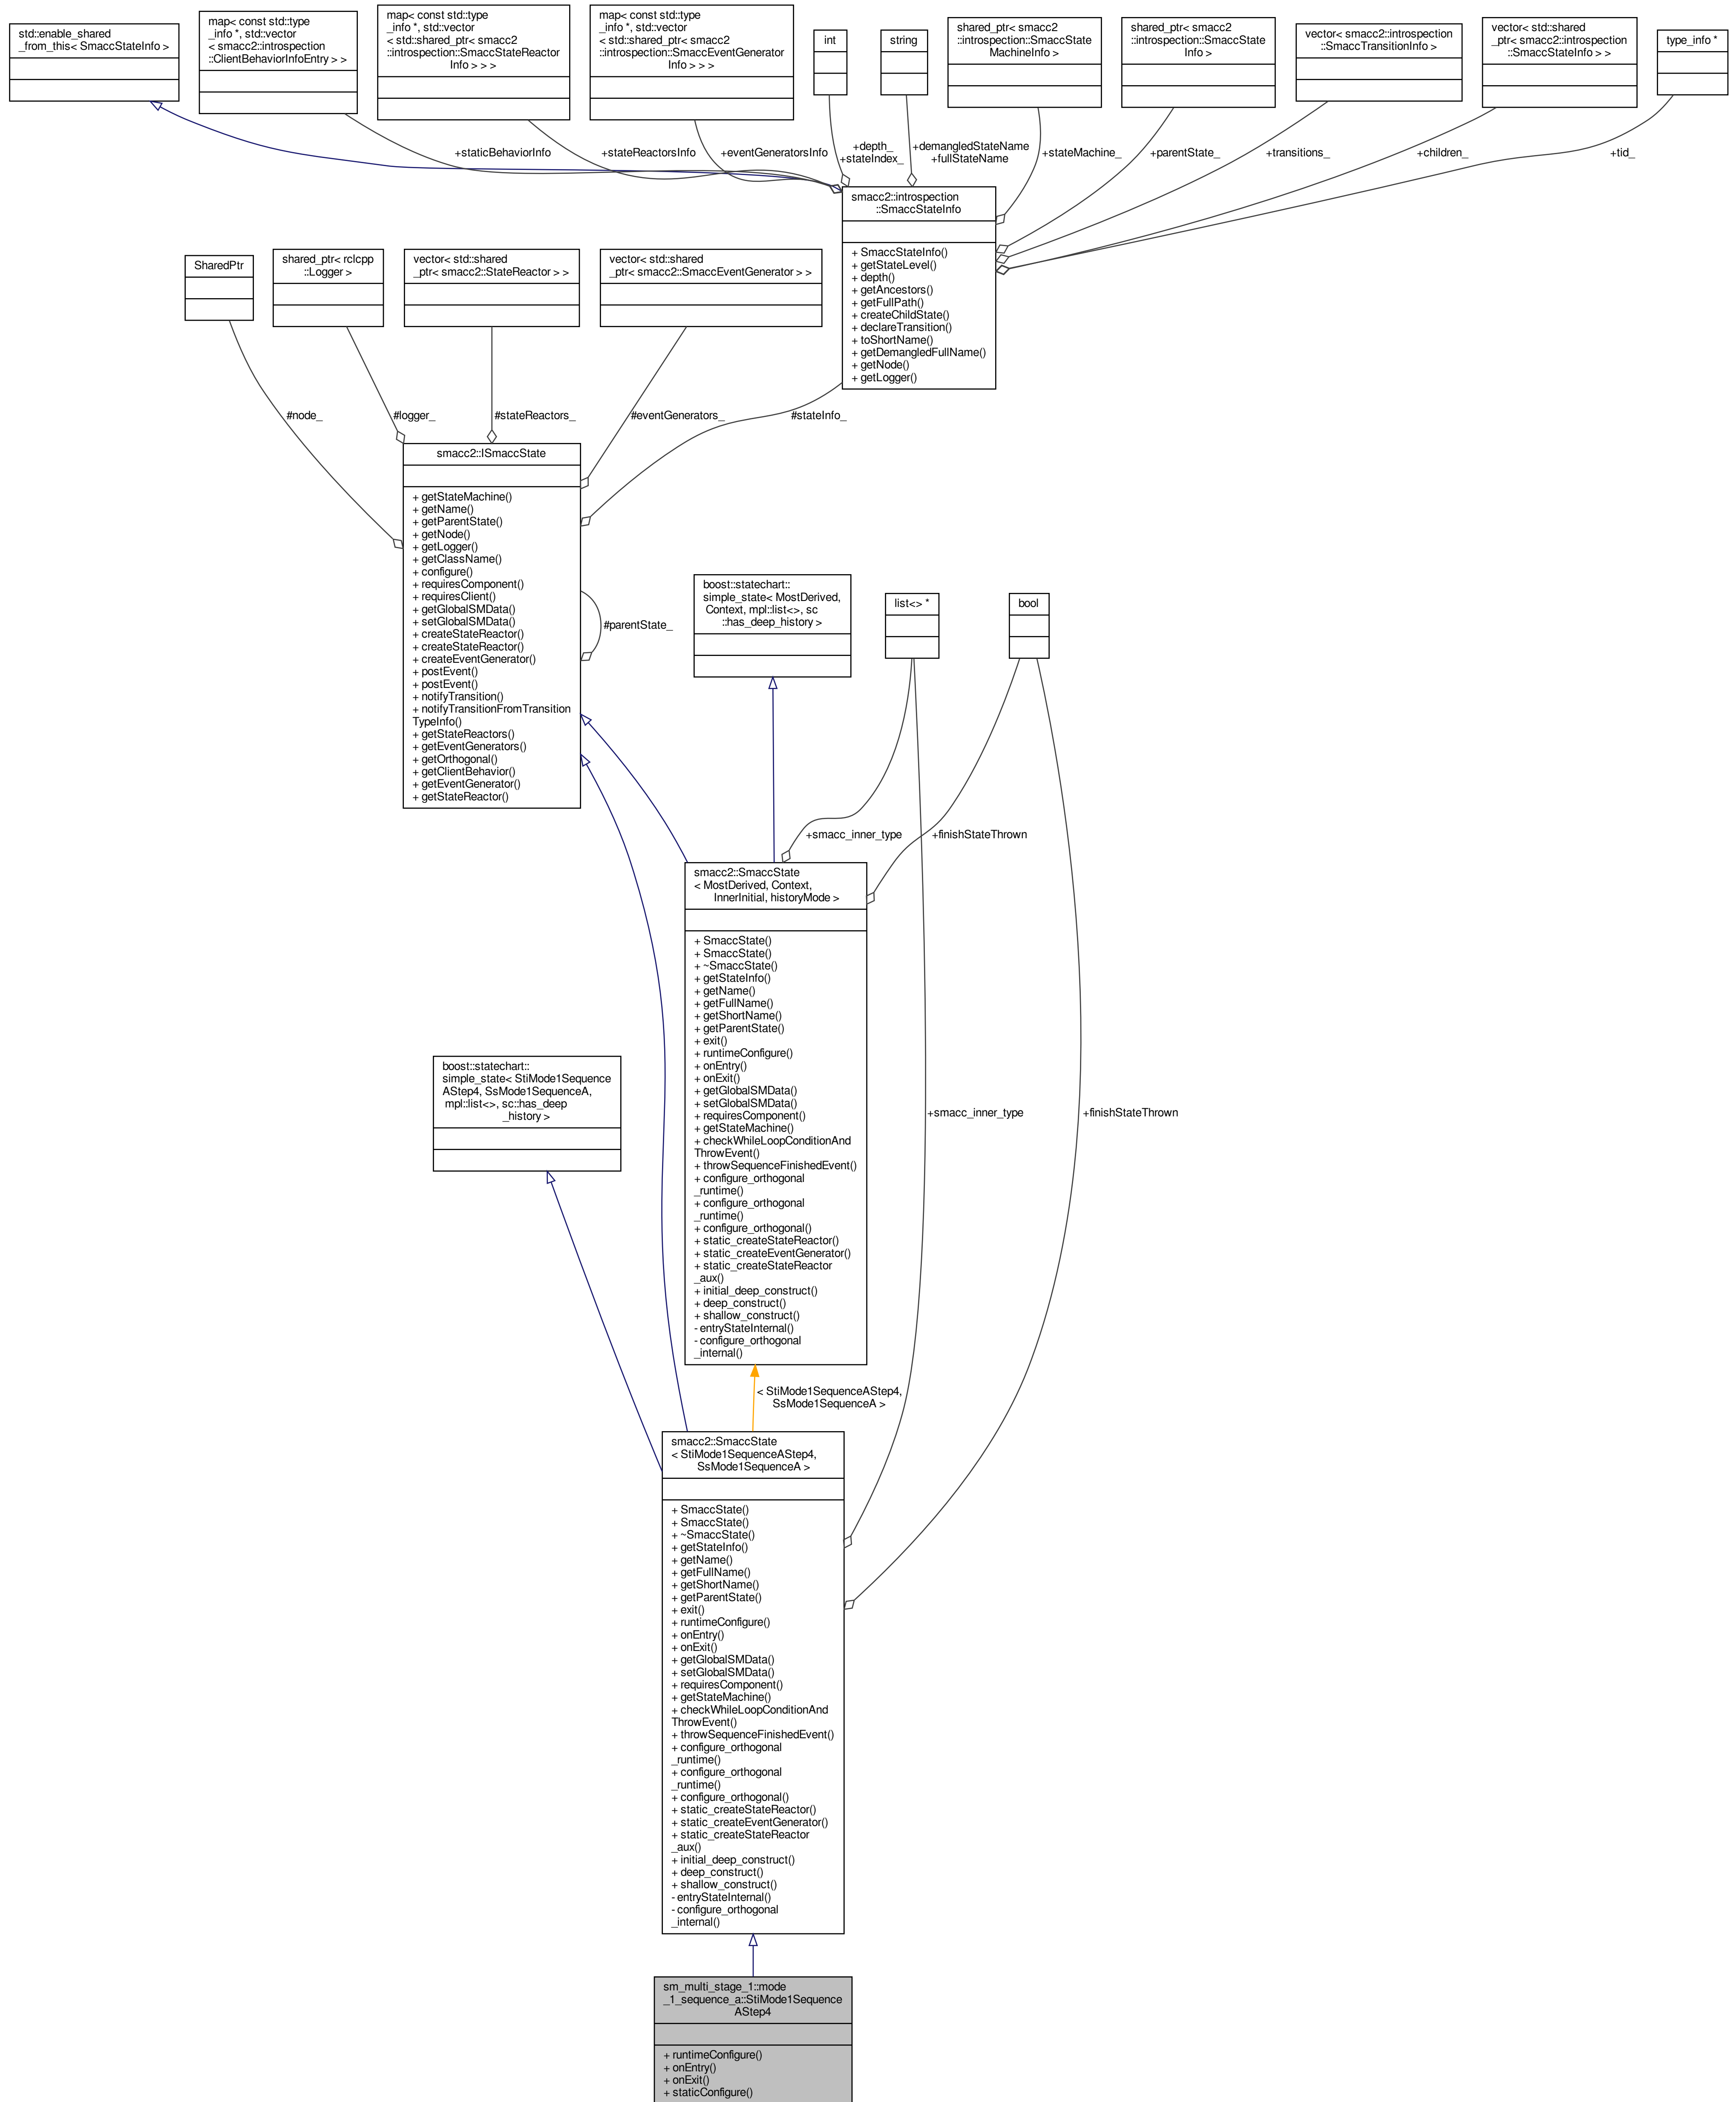 std::enable_shared
_from_this< SmaccStateInfo >
map< const std::type
_info *, std::vector
< smacc2::introspection
::ClientBehaviorInfoEntry > >
map< const std::type
_info *, std::vector
< std::shared_ptr< smacc2
::introspection::SmaccStateReactor
Info > > >
map< const std::type
_info *, std::vector
< std::shared_ptr< smacc2
::introspection::SmaccEventGenerator
Info > > >
int
string
shared_ptr< smacc2
::introspection::SmaccState
MachineInfo >
shared_ptr< smacc2
::introspection::SmaccState
Info >
vector< smacc2::introspection
::SmaccTransitionInfo >
vector< std::shared
_ptr< smacc2::introspection
::SmaccStateInfo > >
type_info *
+staticBehaviorInfo
+stateReactorsInfo
+eventGeneratorsInfo
+depth_
+stateIndex_
+demangledStateName
+fullStateName
+stateMachine_
+parentState_
+transitions_
+children_
+tid_
smacc2::introspection
::SmaccStateInfo
+ SmaccStateInfo()
+ getStateLevel()
+ depth()
+ getAncestors()
+ getFullPath()
+ createChildState()
+ declareTransition()
+ toShortName()
+ getDemangledFullName()
+ getNode()
+ getLogger()
SharedPtr
shared_ptr< rclcpp
::Logger >
vector< std::shared
_ptr< smacc2::StateReactor > >
vector< std::shared
_ptr< smacc2::SmaccEventGenerator > >
#node_
#logger_
#stateReactors_
#eventGenerators_
#stateInfo_
smacc2::ISmaccState
+ getStateMachine()
+ getName()
+ getParentState()
+ getNode()
+ getLogger()
+ getClassName()
+ configure()
+ requiresComponent()
+ requiresClient()
+ getGlobalSMData()
+ setGlobalSMData()
+ createStateReactor()
+ createStateReactor()
+ createEventGenerator()
+ postEvent()
+ postEvent()
+ notifyTransition()
+ notifyTransitionFromTransition
TypeInfo()
+ getStateReactors()
+ getEventGenerators()
+ getOrthogonal()
+ getClientBehavior()
+ getEventGenerator()
+ getStateReactor()
#parentState_
boost::statechart::
simple_state< MostDerived,
Context, mpl::list<>, sc
::has_deep_history >
list<> *
bool
+smacc_inner_type
+finishStateThrown
smacc2::SmaccState
< MostDerived, Context,
InnerInitial, historyMode >
+ SmaccState()
+ SmaccState()
+ ~SmaccState()
+ getStateInfo()
+ getName()
+ getFullName()
+ getShortName()
+ getParentState()
+ exit()
+ runtimeConfigure()
+ onEntry()
+ onExit()
+ getGlobalSMData()
+ setGlobalSMData()
+ requiresComponent()
+ getStateMachine()
+ checkWhileLoopConditionAnd
ThrowEvent()
+ throwSequenceFinishedEvent()
+ configure_orthogonal
_runtime()
+ configure_orthogonal
_runtime()
+ configure_orthogonal()
+ static_createStateReactor()
+ static_createEventGenerator()
+ static_createStateReactor
_aux()
+ initial_deep_construct()
+ deep_construct()
+ shallow_construct()
- entryStateInternal()
- configure_orthogonal
_internal()
boost::statechart::
simple_state< StiMode1Sequence
AStep4, SsMode1SequenceA,
mpl::list<>, sc::has_deep
_history >
+smacc_inner_type
+finishStateThrown
< StiMode1SequenceAStep4,
SsMode1SequenceA >
smacc2::SmaccState
< StiMode1SequenceAStep4,
SsMode1SequenceA >
+ SmaccState()
+ SmaccState()
+ ~SmaccState()
+ getStateInfo()
+ getName()
+ getFullName()
+ getShortName()
+ getParentState()
+ exit()
+ runtimeConfigure()
+ onEntry()
+ onExit()
+ getGlobalSMData()
+ setGlobalSMData()
+ requiresComponent()
+ getStateMachine()
+ checkWhileLoopConditionAnd
ThrowEvent()
+ throwSequenceFinishedEvent()
+ configure_orthogonal
_runtime()
+ configure_orthogonal
_runtime()
+ configure_orthogonal()
+ static_createStateReactor()
+ static_createEventGenerator()
+ static_createStateReactor
_aux()
+ initial_deep_construct()
+ deep_construct()
+ shallow_construct()
- entryStateInternal()
- configure_orthogonal
_internal()
sm_multi_stage_1::mode
_1_sequence_a::StiMode1Sequence
AStep4
+ runtimeConfigure()
+ onEntry()
+ onExit()
+ staticConfigure()